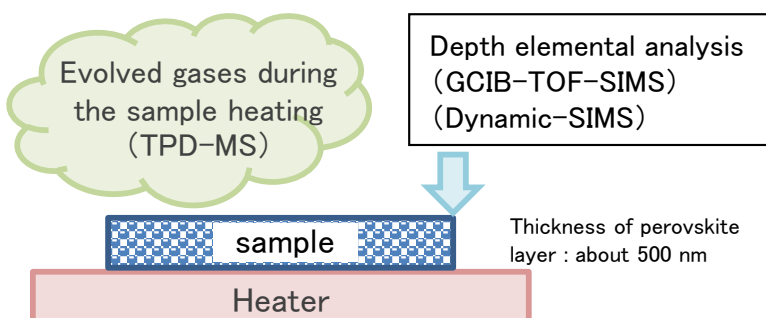 Evolved gases during
the sample heating
(TPD-MS)
Depth elemental analysis
(GCIB-TOF-SIMS)
(Dynamic-SIMS)
sample
Thickness of perovskite
layer : about 500 nm
Heater